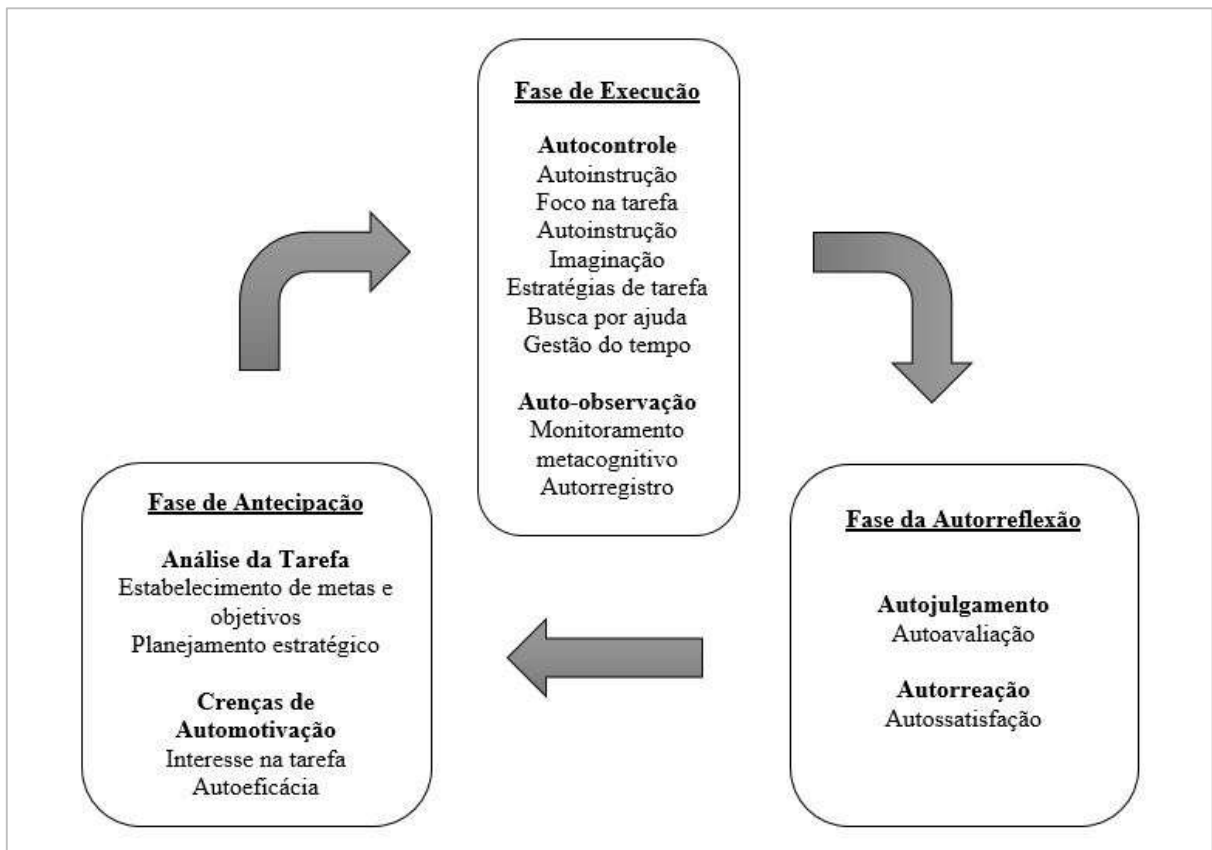 Fase de Execução
Autocontrole
Autoinstrução
Foco na tarefa
Autoinstrução
Imaginação
Estratégias de tarefa
Busca por ajuda
Gestão do tempo
Auto-observação
Monitoramento
metacognitivo
Autorregistro
Fase de Antecipação
Análise da Tarefa
Estabelecimento de metas e
objetivos
Planejamento estratégico
Crenças de
Automotivação
Interesse na tarefa
Autoeficácia
Fase da Autorreflexão
Autojulgamento
Autoavaliação
Autorreação
Autossatisfação